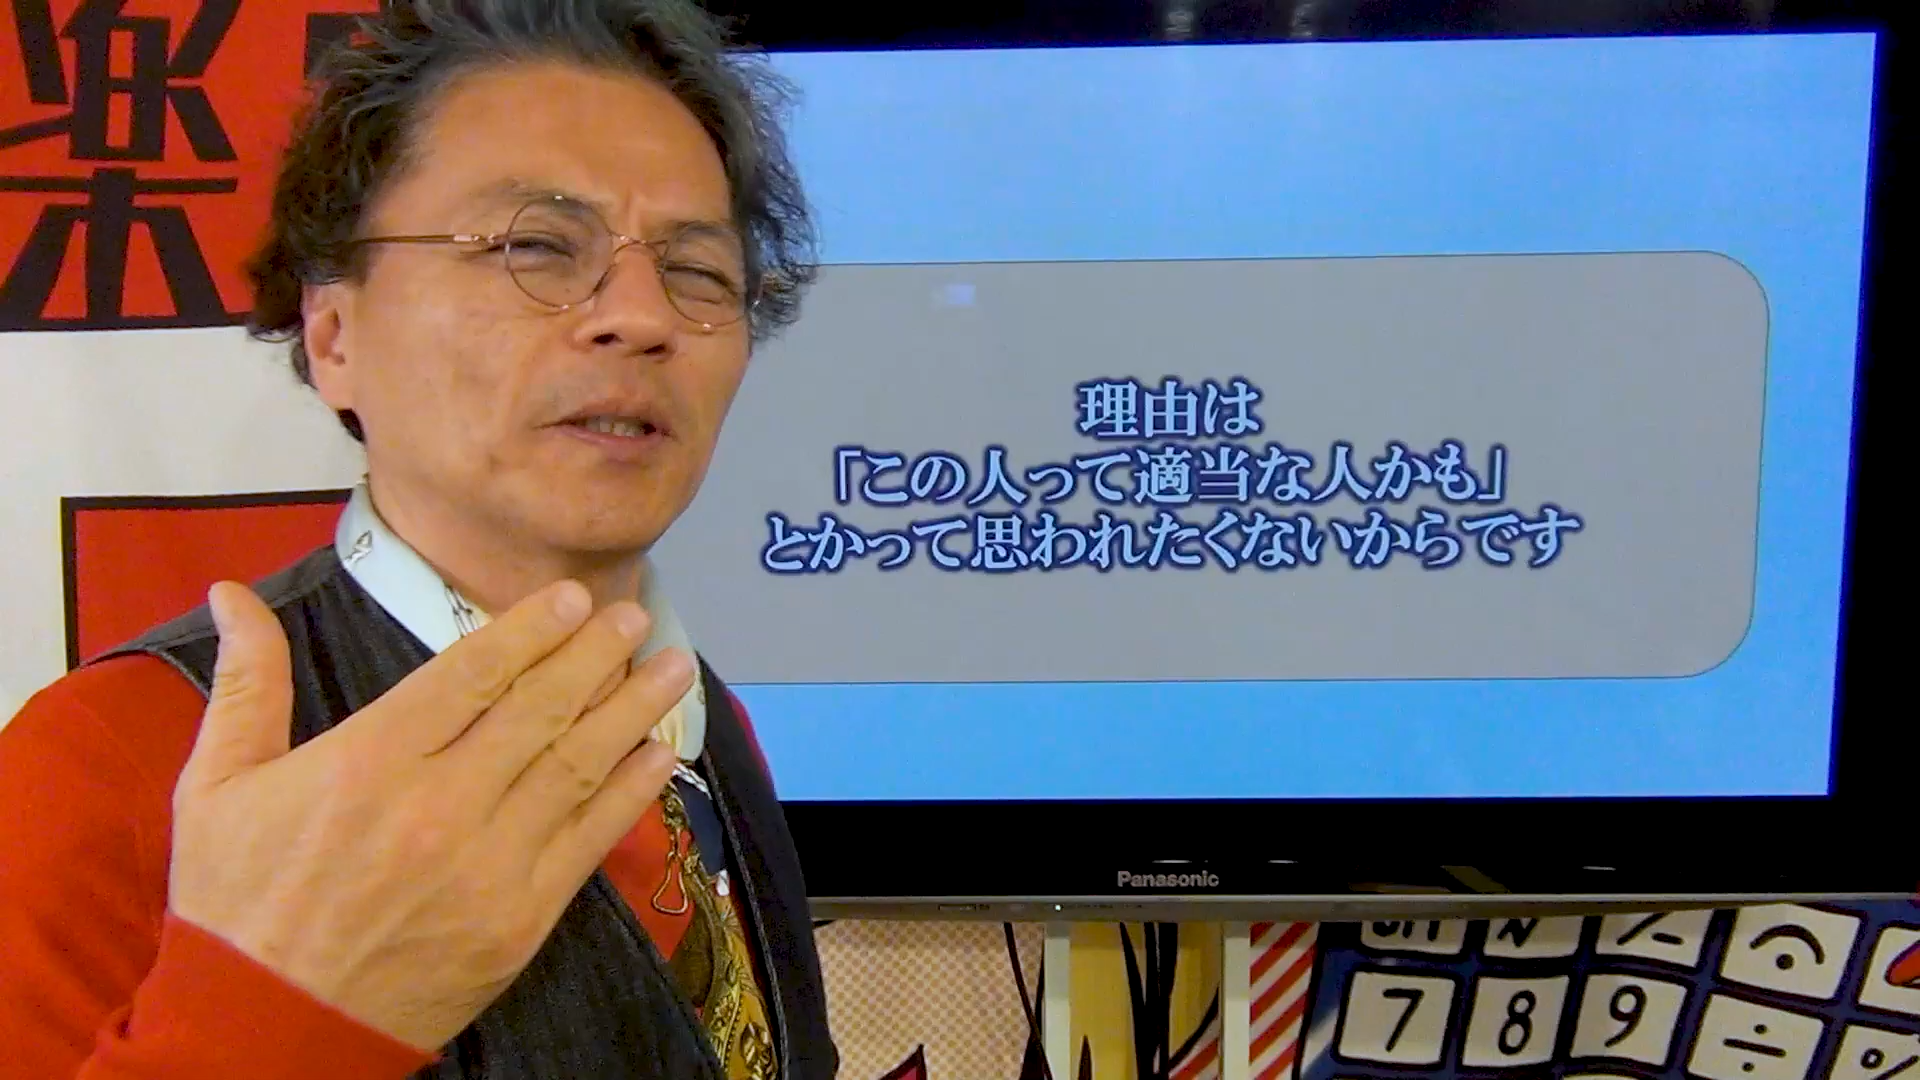 楽
理由は
「この人って適当な人かも」
とかって思われたくないからです
Panasonic
7 8 9 ÷